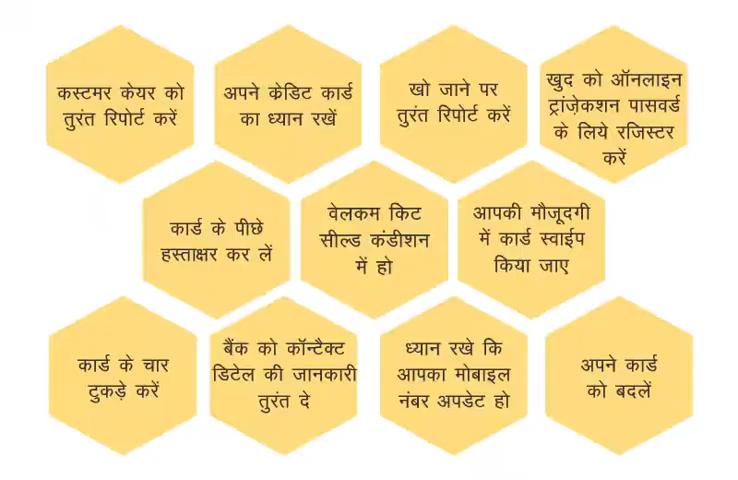 कस्टमर केयर को
तुरंत रिपोर्ट करें
अपने क्रेडिट कार्ड
का ध्यान रखें
खो जाने पर
तुरंत रिपोर्ट करें
खुद को ऑनलाइन
ट्रांज़ेकशन पासवर्ड
के लिये रजिस्टर
करें
कार्ड के पीछे
हस्ताक्षर कर लें
वेलकम किट
सील्ड कंडीशन
में हो
आपकी मौजूदगी
में कार्ड स्वाईप
किया जाए
कार्ड के चार
टुकड़े करें
बैंक को कॉन्टैक्ट
डिटेल की जानकारी
तुरंत दे
ध्यान रखे कि
आपका मोबाइल
नंबर अपडेट हो
अपने कार्ड
को बदलें